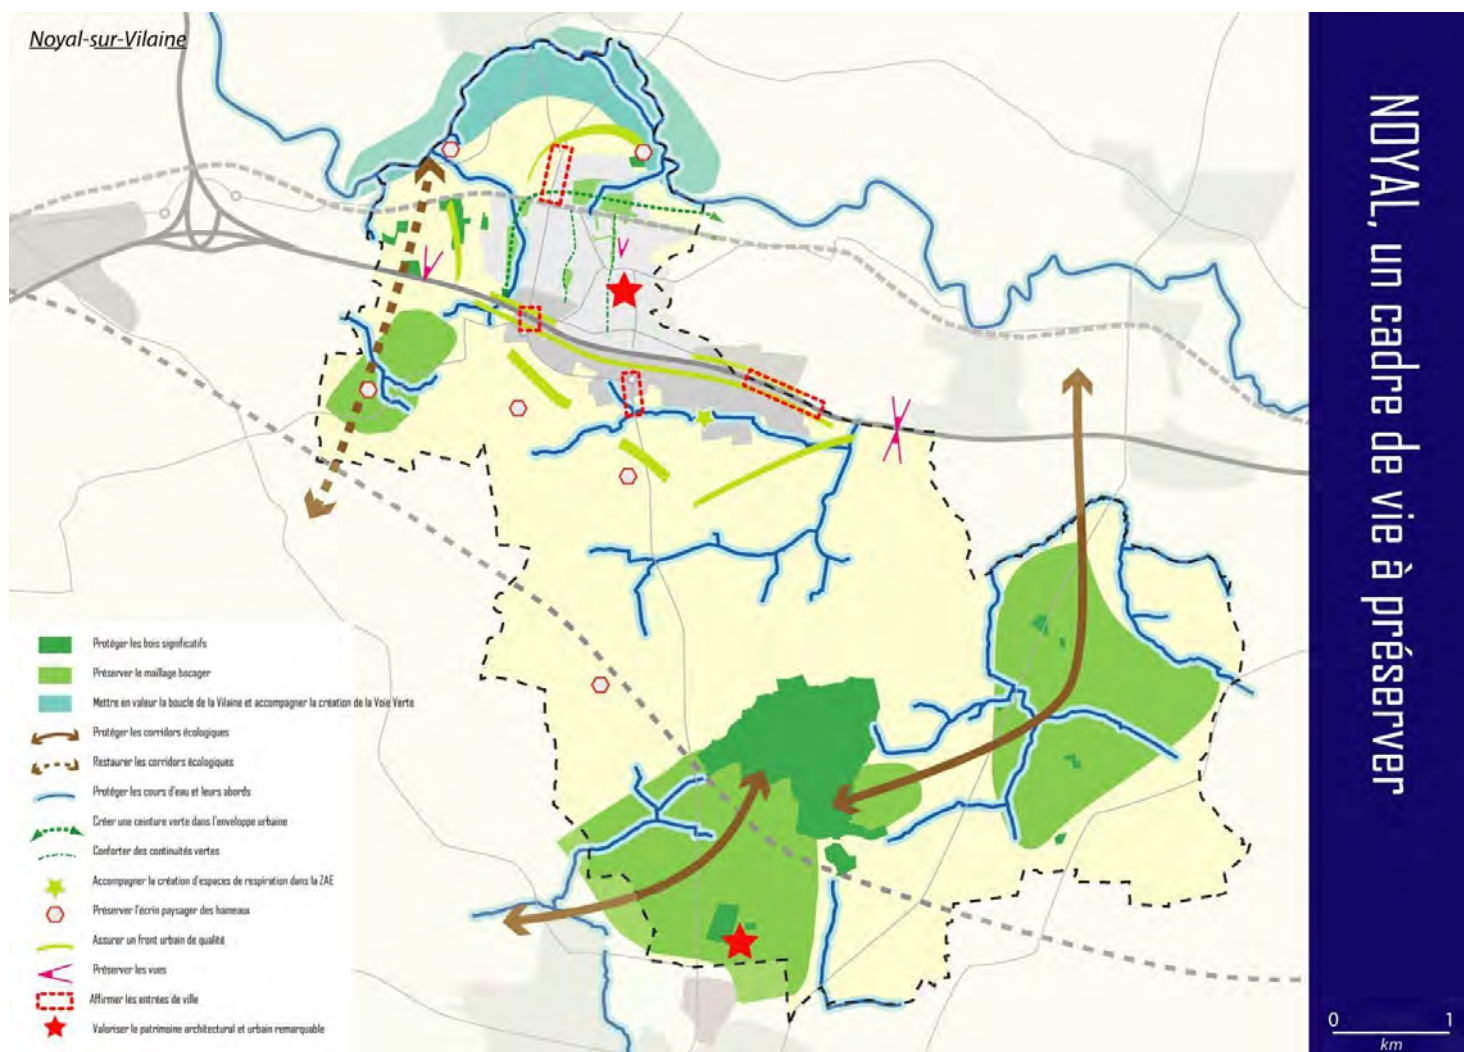 Noyal-sur-Vilaine
NOYAL, un cadre de vie à préserver
Protéger les bois significatifs
Préserver le maillage bocager
Mettre en valeur la boucle de la Vilaine et accompagner la création de la Voie Verte
Protéger les corridors écologiques
Restaurer les corridors écologiques
Protéger les cours d'eau et leurs abords
Créer une ceinture verte dans l'enveloppe urbaine
Conforter des continuités vertes
Accompagner la création d'espaces de respiration dans la ZAE
Préserver l'écrin paysager des hameaux
Assurer un front urbain de qualité
Préserver les vues
Affirmer les entrées de ville
Valoriser le patrimoine architectural et urbain remarquable
0 1
km